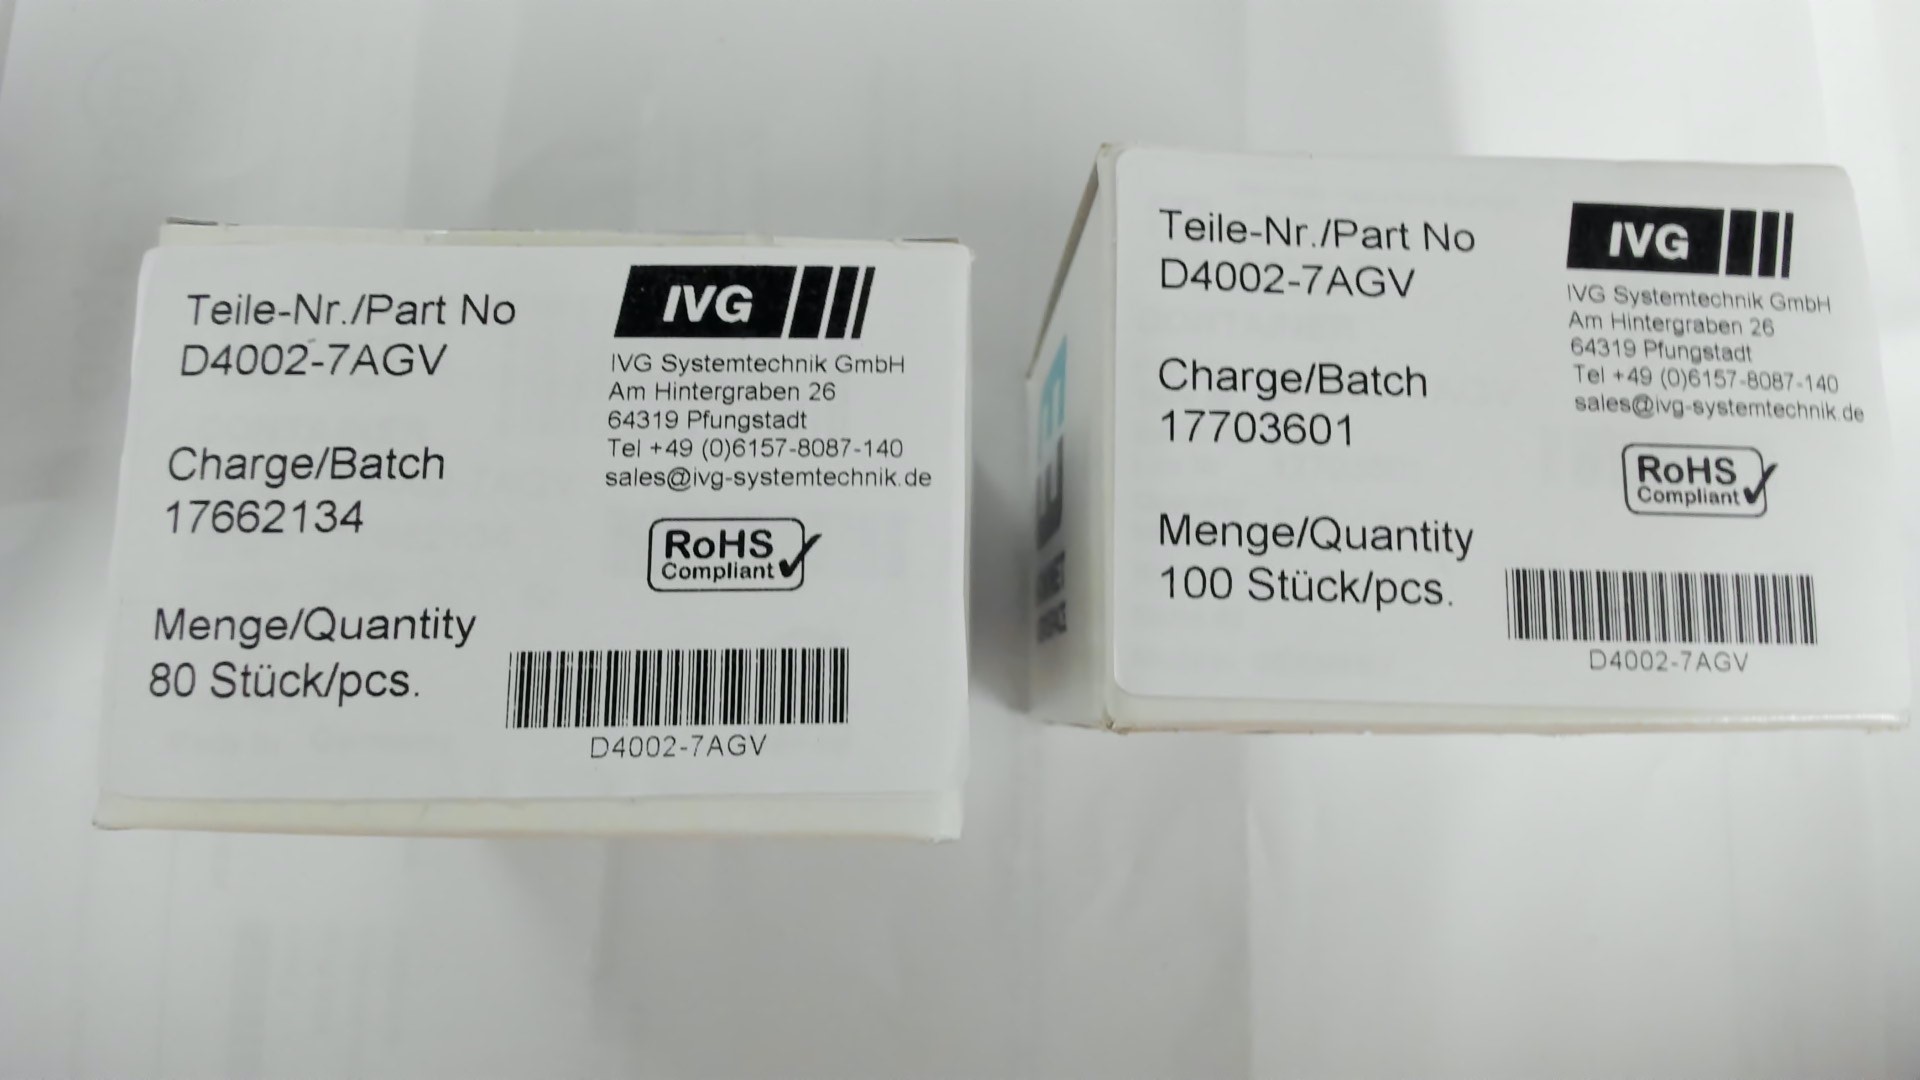 Teile-Nr./Part No
D4002-7AGV
Charge/Batch
17662134
Menge/Quantity
80 Stück/pcs.
IVG
IVG Systemtechnik GmbH
Am Hintergraben 26
64319 Pfungstadt
Tel +49 (0)6157-8087-140
sales@ivg-systemtechnik.de
RoHS
Compliant
D4002-7AGV
Teile-Nr./Part No
D4002-7AGV
Charge/Batch
17703601
Menge/Quantity
100 Stück/pcs.
IVG
IVG Systemtechnik GmbH
Am Hintergraben 26
64319 Pfungstadt
Tel +49 (0)6157-8087-140
sales@ivg-systemtechnik.de
RoHS
Compliant
D4002-7AGV